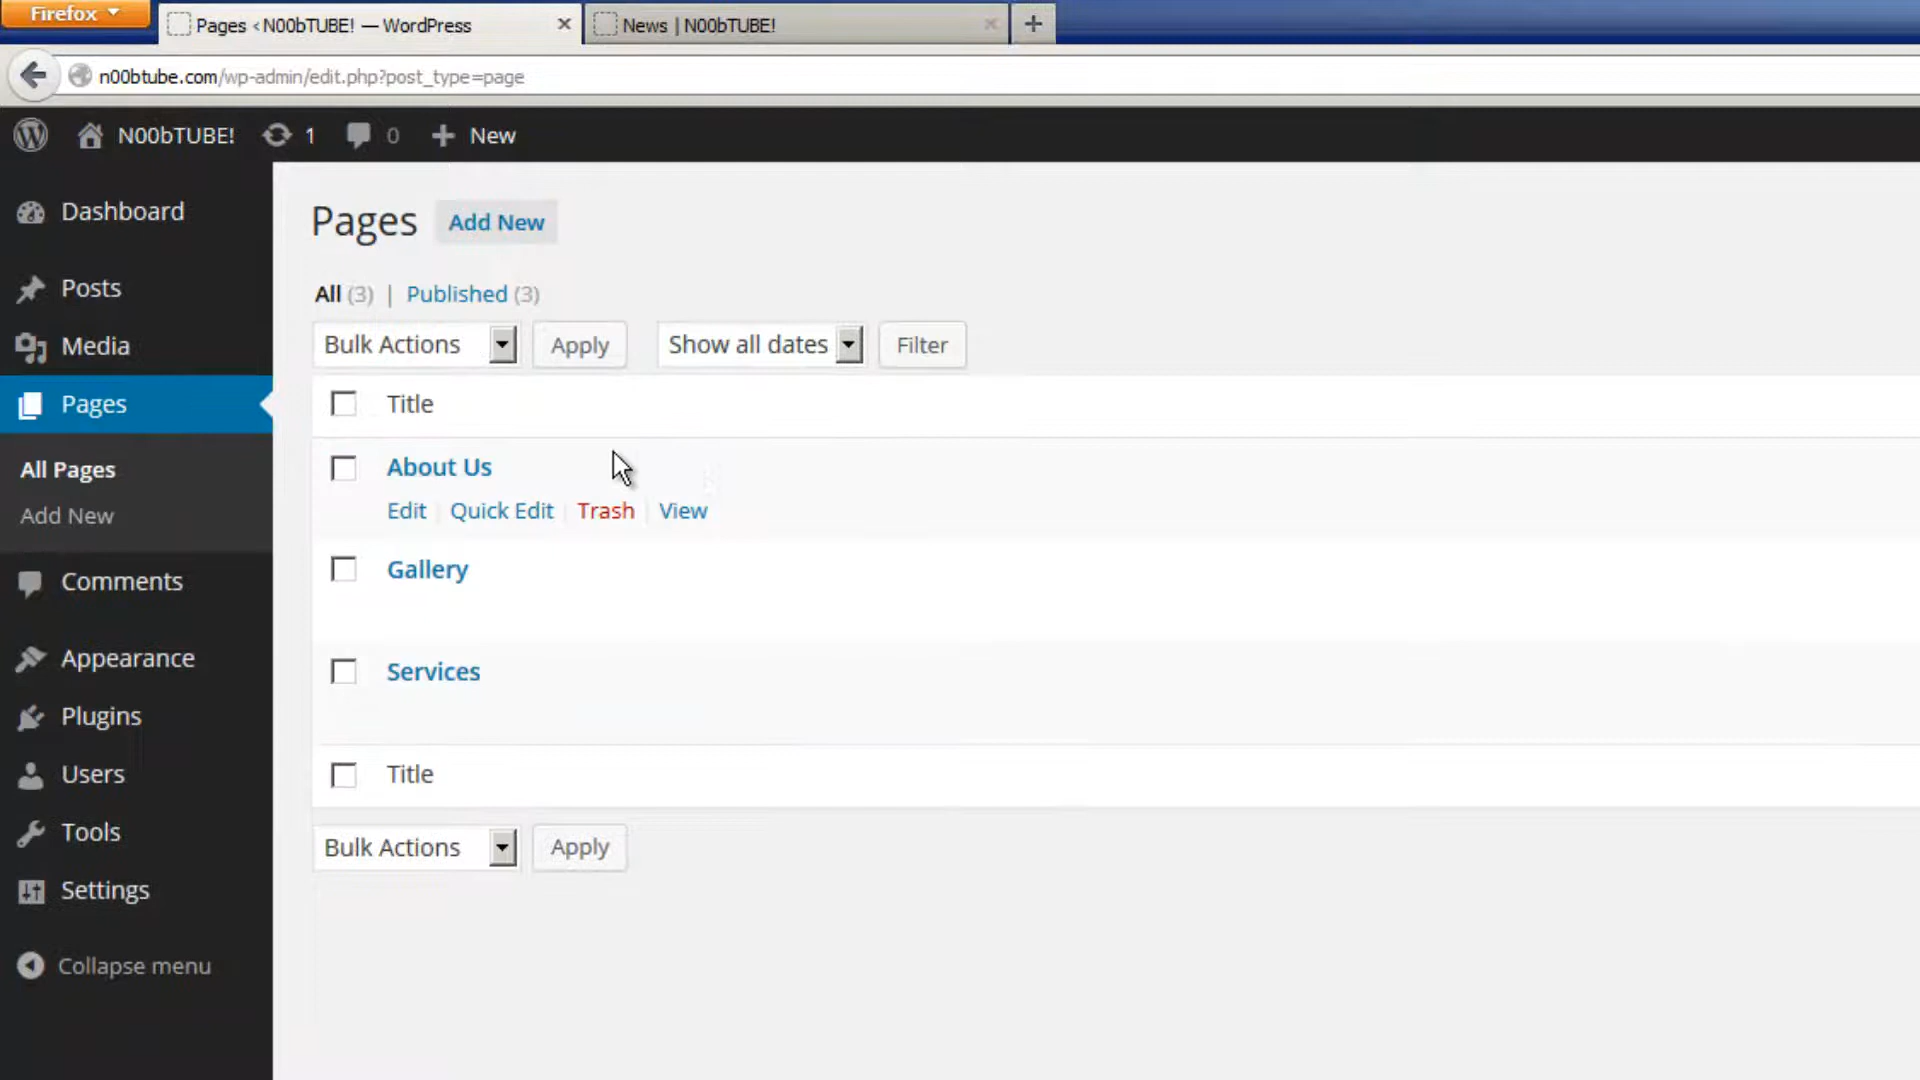 Firefox
Pages < N00bTUBE! — WordPress
News | N00bTUBE!
n00btube.com/wp-admin/edit.php?post_type=page
N00bTUBE! 1 0 + New
Dashboard
Posts
Media
Pages
All Pages
Add New
Comments
Appearance
Plugins
Users
Tools
Settings
Collapse menu
Pages Add New
All (3) | Published (3)
Bulk Actions Apply Show all dates Filter
Title
About Us
Edit | Quick Edit | Trash | View
Gallery
Services
Title
Bulk Actions Apply